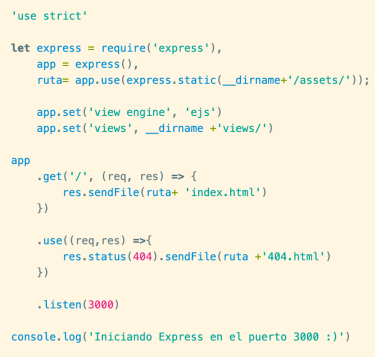 'use strict'
let express = require('express'),
app = express(),
ruta= app.use(express.static(__dirname+'/assets/'));
app.set('view engine', 'ejs')
app.set('views', __dirname +'views/')
app
.get('/', (req, res) => {
res.sendFile(ruta+ 'index.html')
})
.use((req,res) =>{
res.status(404).sendFile(ruta +'404.html')
})
.listen(3000)
console.log('Iniciando Express en el puerto 3000 :)')